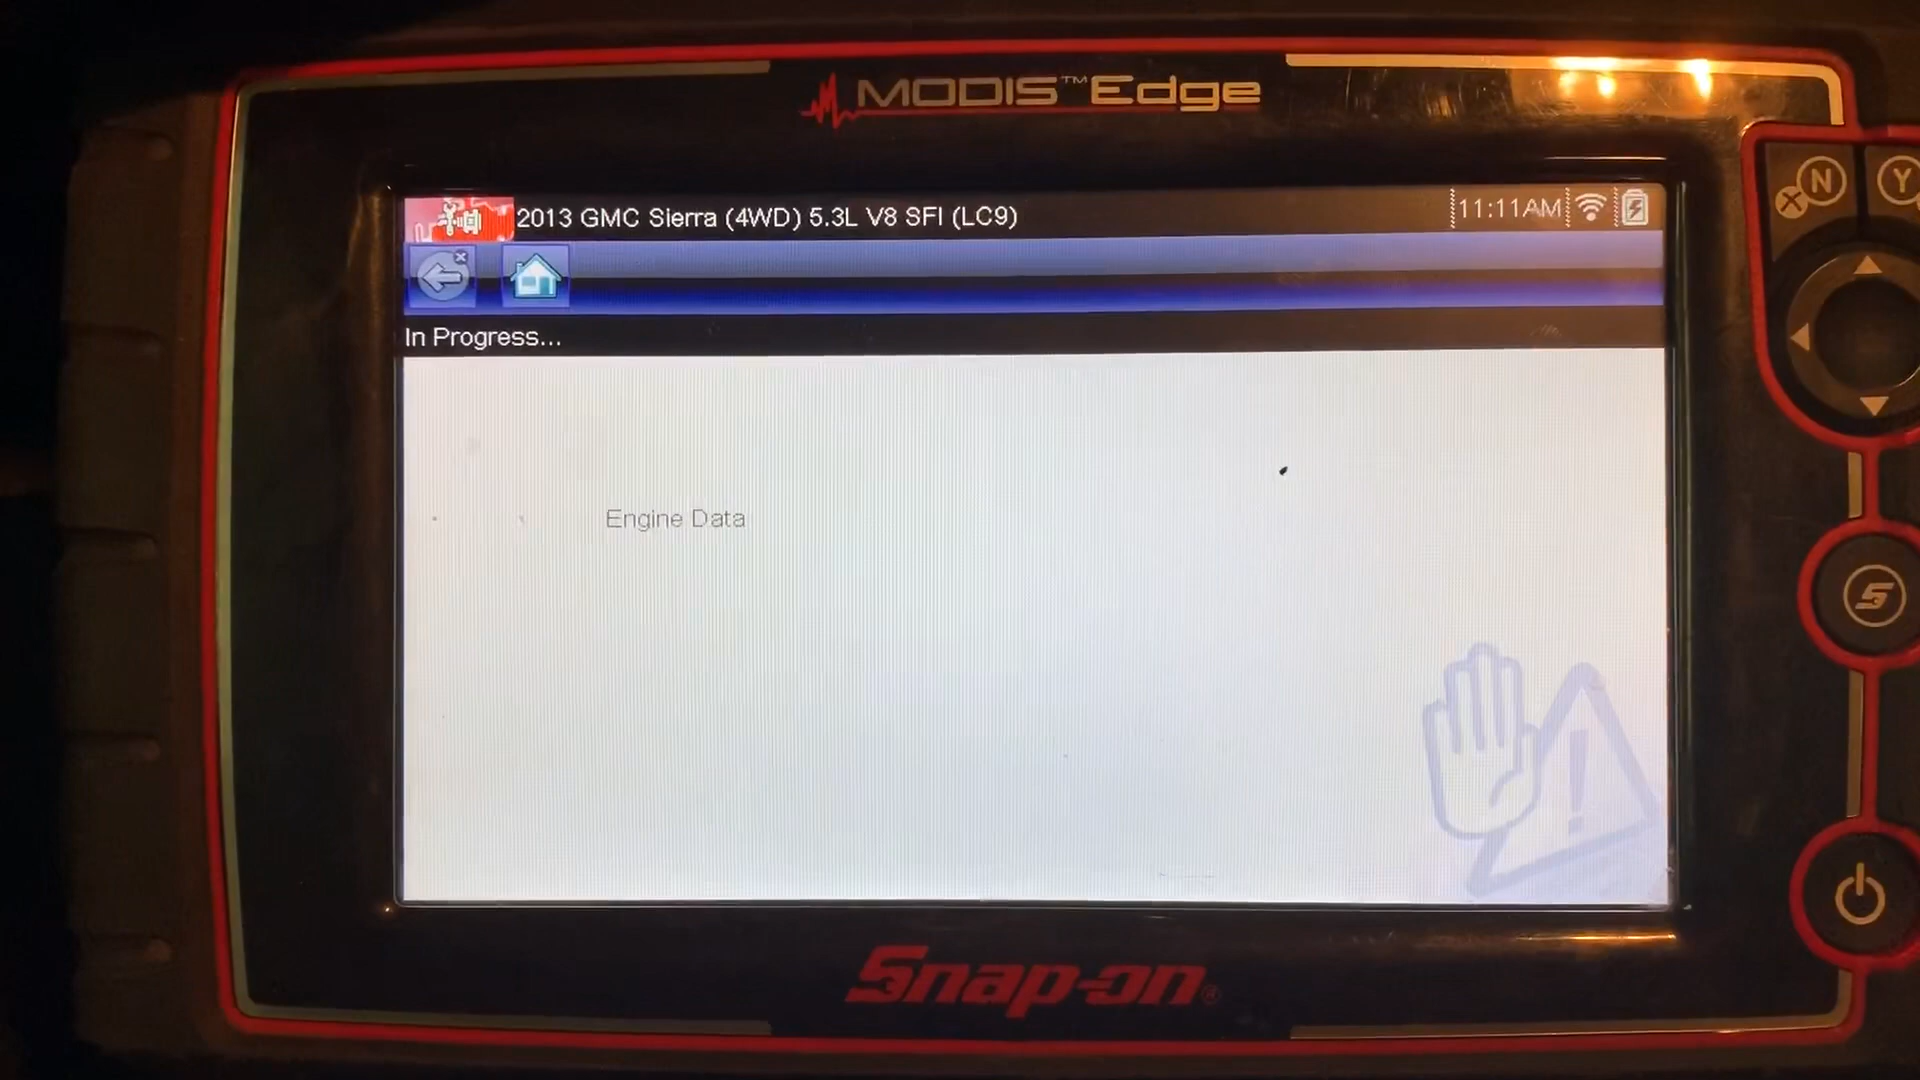 MODIS™ Edge
2013 GMC Sierra (4WD) 5.3L V8 SFI (LC9)
11:11AM
N
X
Y
In Progress...
Engine Data
S
Snap-on®